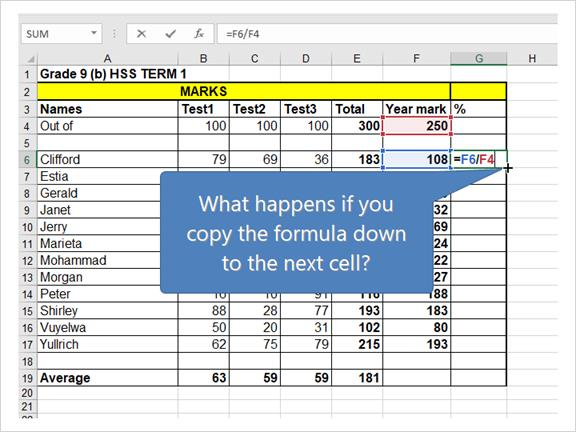 SUM =F6/F4
A B C D E F G H
1 Grade 9 (b) HSS TERM 1
2 MARKS
3 Names Test1 Test2 Test3 Total Year mark %
4 Out of 100 100 100 300 250
5
6 Clifford 79 69 36 183 108 =F6/F4
7 Estia
8 Gerald
9 Janet 32
10 Jerry 69
11 Marieta 24
12 Mohammad 22
13 Morgan 27
14 Peter 188
15 Shirley 88 28 77 193 183
16 Vuyelwa 50 20 31 102 80
17 Yullrich 62 75 79 215 193
18
19 Average 63 59 59 181
20
21
What happens if you
copy the formula down
to the next cell?